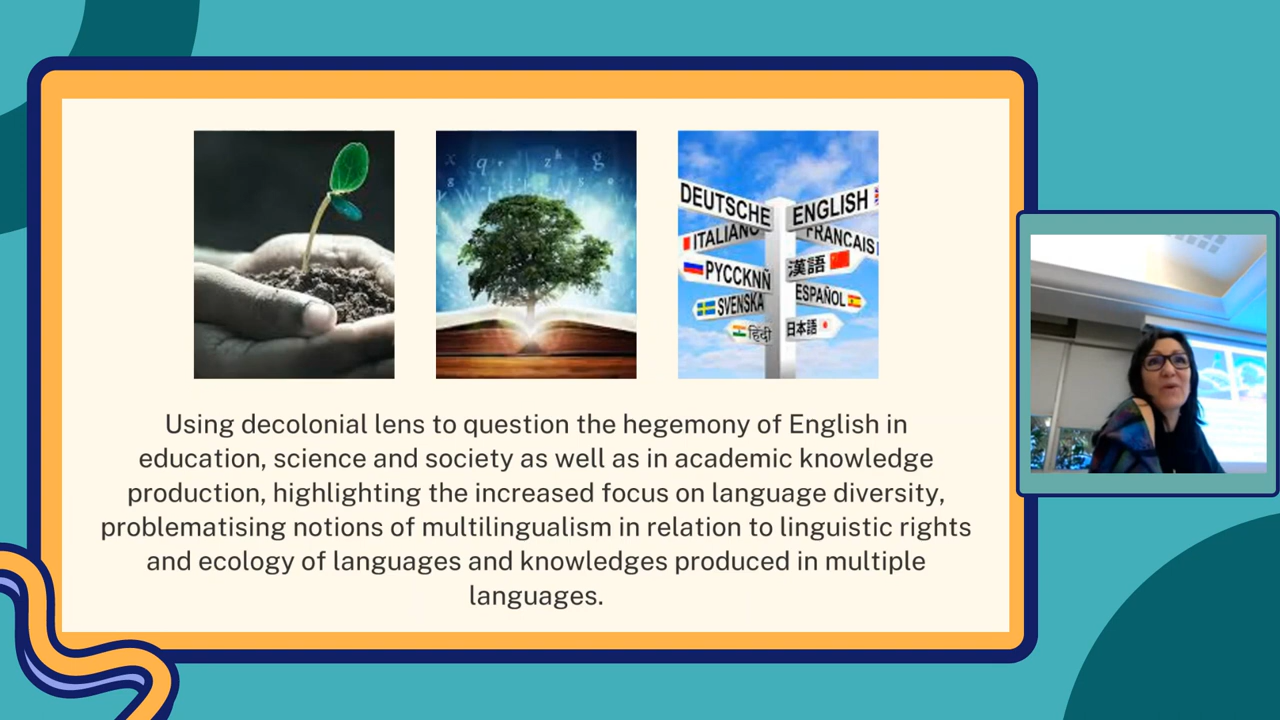 DEUTSCHE
ENGLISH
ITALIANO
FRANCAIS
РУССКNЙ
漢語
SVENSKA
ESPAÑOL
हिंदी
日本語
Using decolonial lens to question the hegemony of English in
education, science and society as well as in academic knowledge
production, highlighting the increased focus on language diversity,
problematising notions of multilingualism in relation to linguistic rights
and ecology of languages and knowledges produced in multiple
languages.